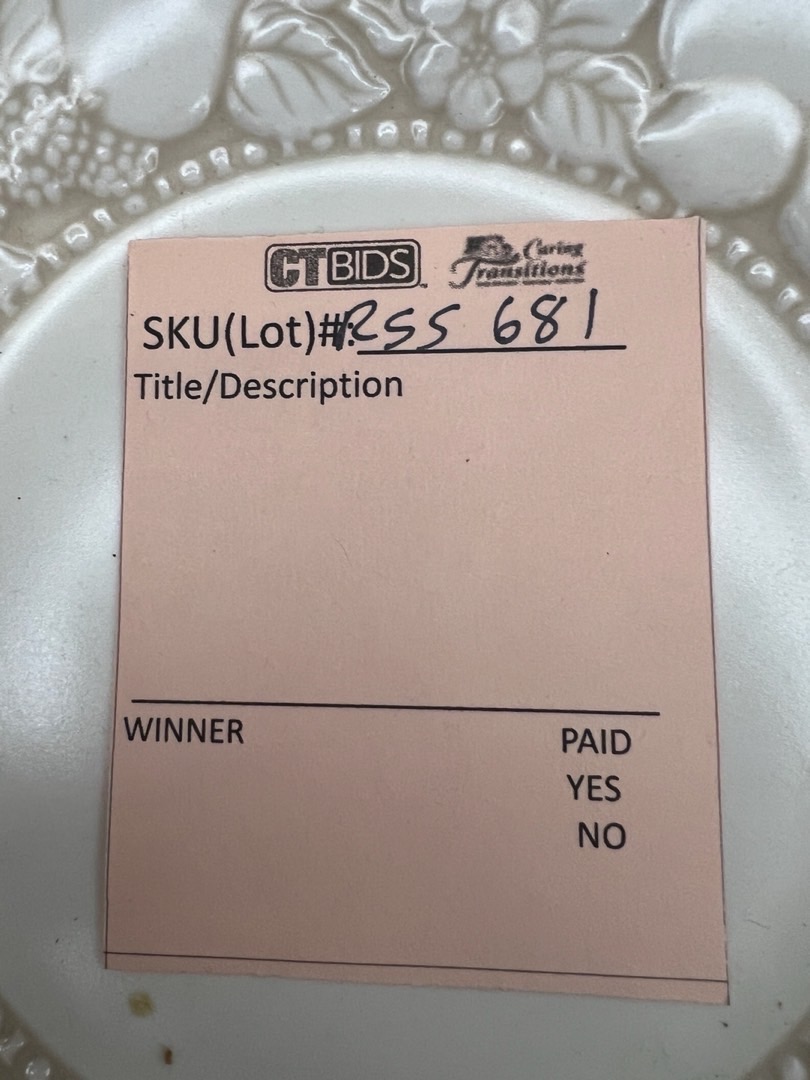 CTBIDS Caring Transitions
SKU(Lot)#: RSS 681
Title/Description
WINNER PAID
YES
NO